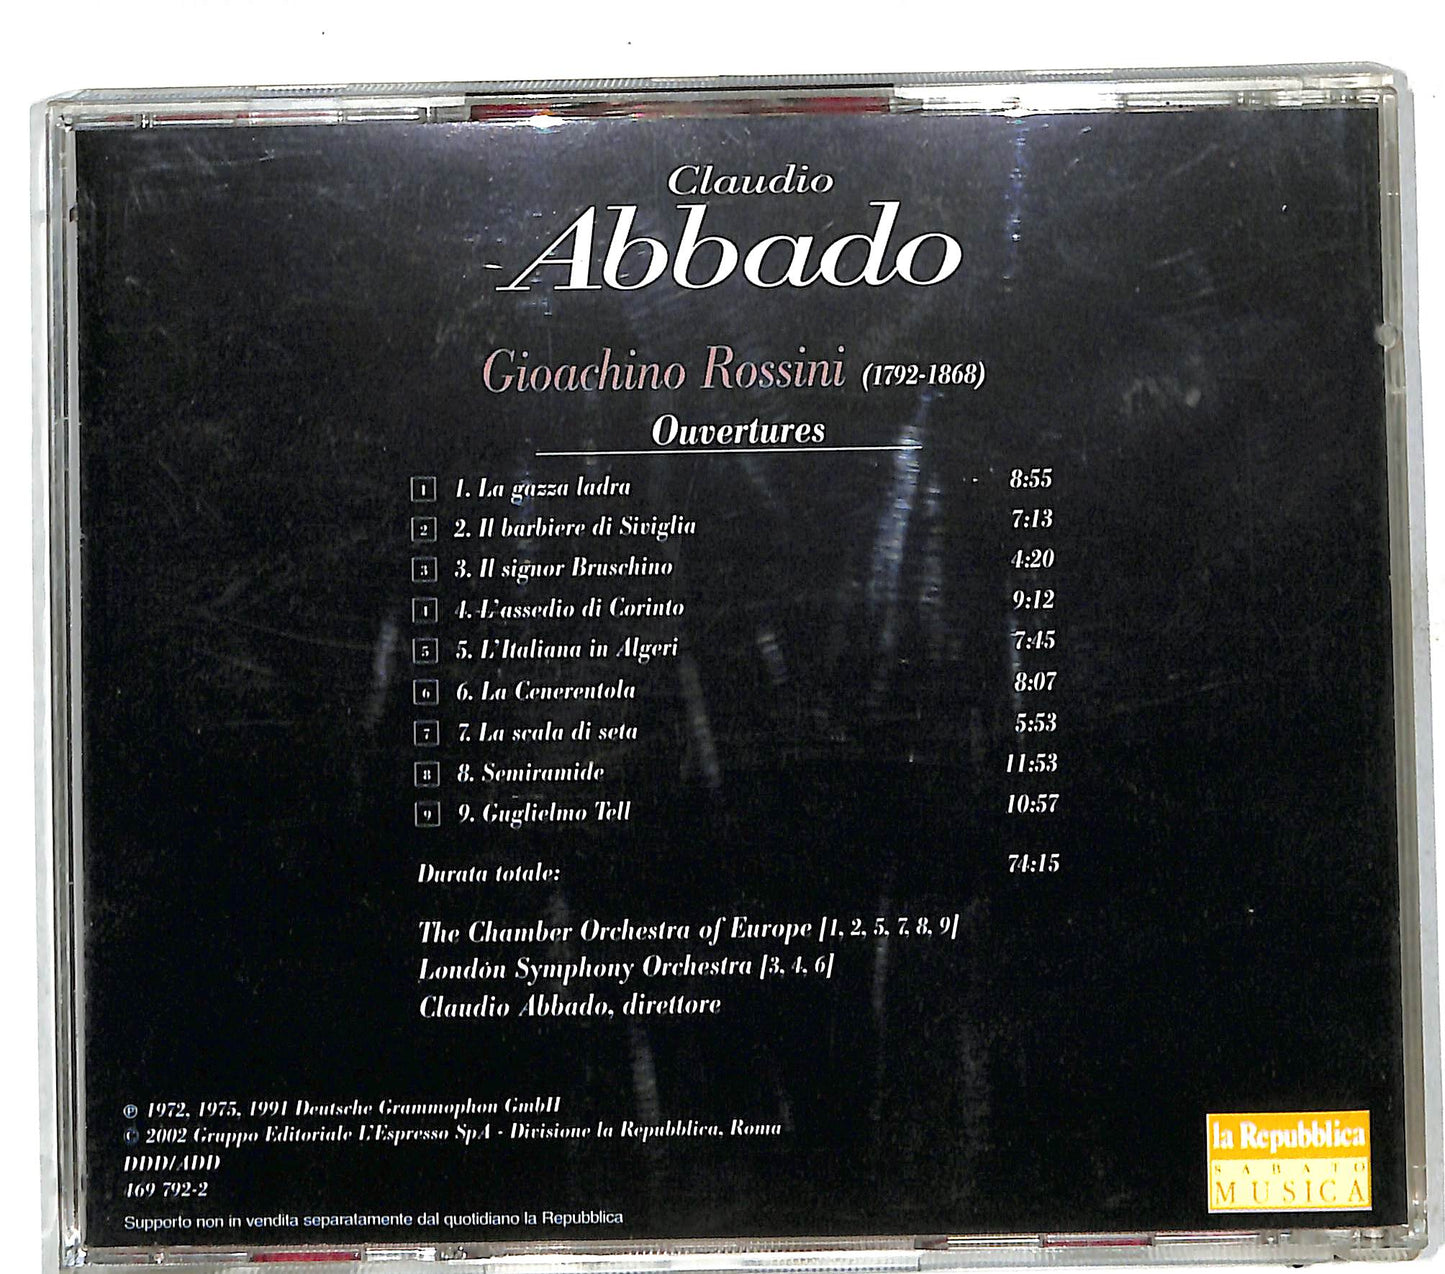 Claudio
Abbado
Gioachino Rossini (1792-1868)
Ouvertures
1 1. La gazza ladra 8:55
2 2. Il barbiere di Siviglia 7:13
3 3. Il signor Bruschino 4:20
4 4. L'assedio di Corinto 9:12
5 5. L'Italiana in Algeri 7:45
6 6. La Cenerentola 8:07
7 7. La scala di seta 5:53
8 8. Semiramide 11:53
9 9. Guglielmo Tell 10:57
Durata totale: 74:15
The Chamber Orchestra of Europe [1, 2, 5, 7, 8, 9]
London Symphony Orchestra [3, 4, 6]
Claudio Abbado, direttore
℗ 1972, 1975, 1991 Deutsche Grammophon GmbH
© 2002 Gruppo Editoriale L'Espresso SpA - Divisione la Repubblica, Roma
DDD/ADD
469 792-2
Supporto non in vendita separatamente dal quotidiano la Repubblica
la Repubblica
SABATO
MUSICA